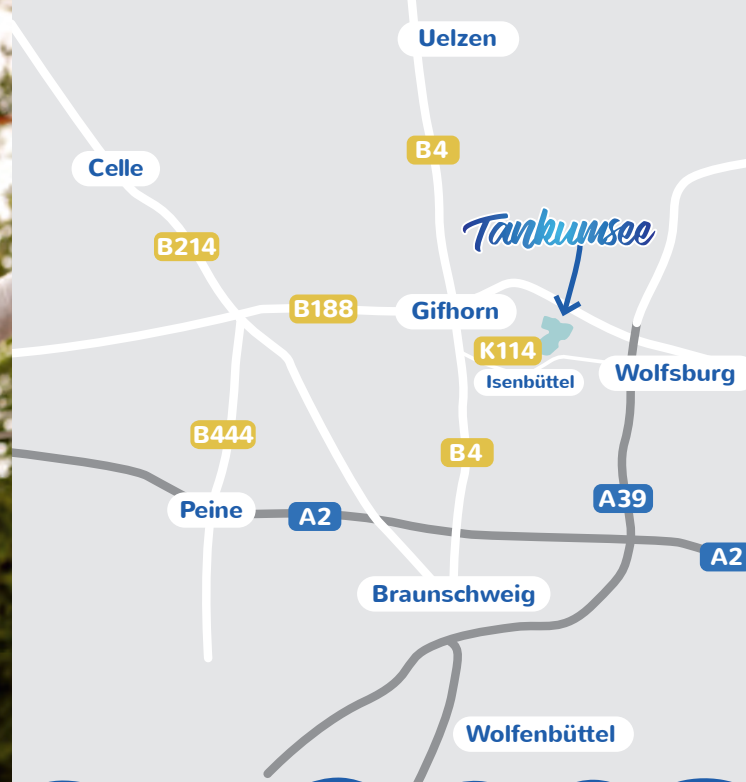 Uelzen
B4
Celle
Tankumsee
B214
B188
Gifhorn
K114
Isenbüttel
Wolfsburg
B444
B4
A39
Peine
A2
A2
Braunschweig
Wolfenbüttel